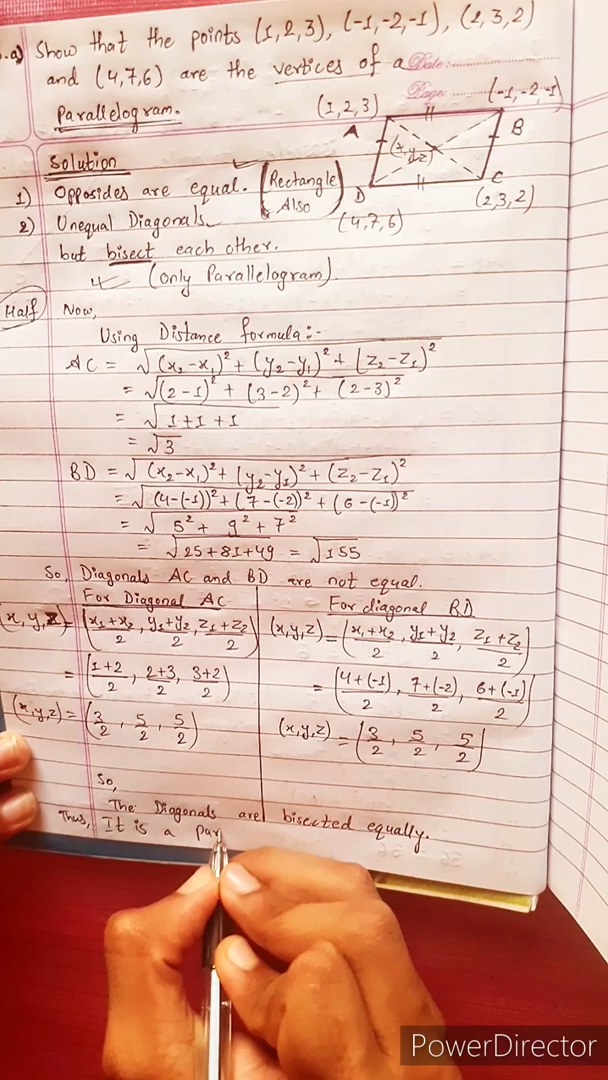 .a) Show that the points (1,2,3), (-1,-2,-1), (2,3,2)
and (4,7,6) are the vertices of a
Date:
Page:
Parallelogram.
(1,2,3)
(-1,-2,-1)
A
B
(x,y,z)
D
C
(4,7,6)
(2,3,2)
Solution
1) Opposides are equal. [Rectangle Also]
2) Unequal Diagonals
but bisect each other.
(only Parallelogram).
Half
Now,
Using Distance formula:-
AC = √(x₂-x₁)² + (y₂-y₁)² + (z₂-z₁)²
= √(2-1)² + (3-2)² + (2-3)²
= √1+1+1
= √3
BD = √(x₂-x₁)² + (y₂-y₁)² + (z₂-z₁)²
= √(4-(-1))² + (7-(-2))² + (6-(-1))²
= √5² + 9² + 7²
= √25+81+49 = √155
So, Diagonals AC and BD are not equal.
For Diagonal AC
(x,y,z) = (x₁+x₂/2, y₁+y₂/2, z₁+z₂/2)
= (1+2/2, 2+3/2, 3+2/2)
(x,y,z) = (3/2, 5/2, 5/2)
For diagonal BD
(x,y,z) = (x₁+x₂/2, y₁+y₂/2, z₁+z₂/2)
= (4+(-1)/2, 7+(-2)/2, 6+(-1)/2)
(x,y,z) = (3/2, 5/2, 5/2)
So,
The Diagonals are bisected equally.
Thus, It is a par
PowerDirector